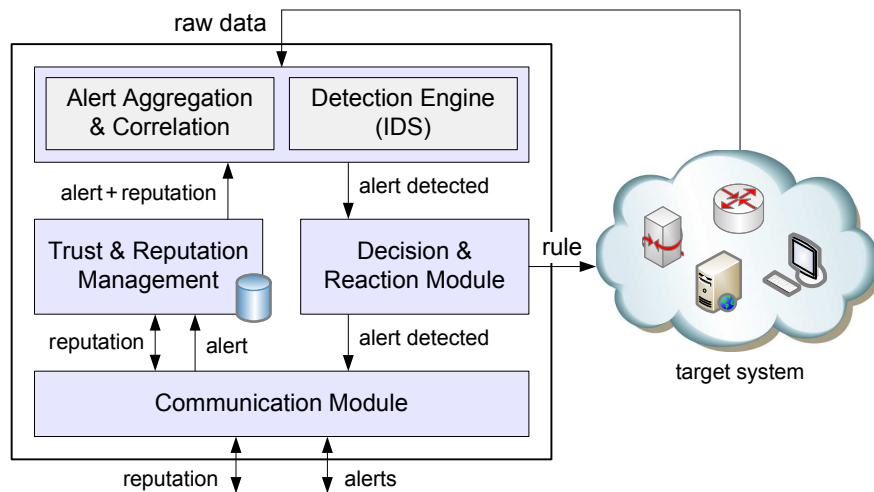 raw data
Alert Aggregation
& Correlation
Detection Engine
(IDS)
alert + reputation
alert detected
Trust & Reputation
Management
Decision &
Reaction Module
rule
reputation
alert
alert detected
target system
Communication Module
reputation
alerts